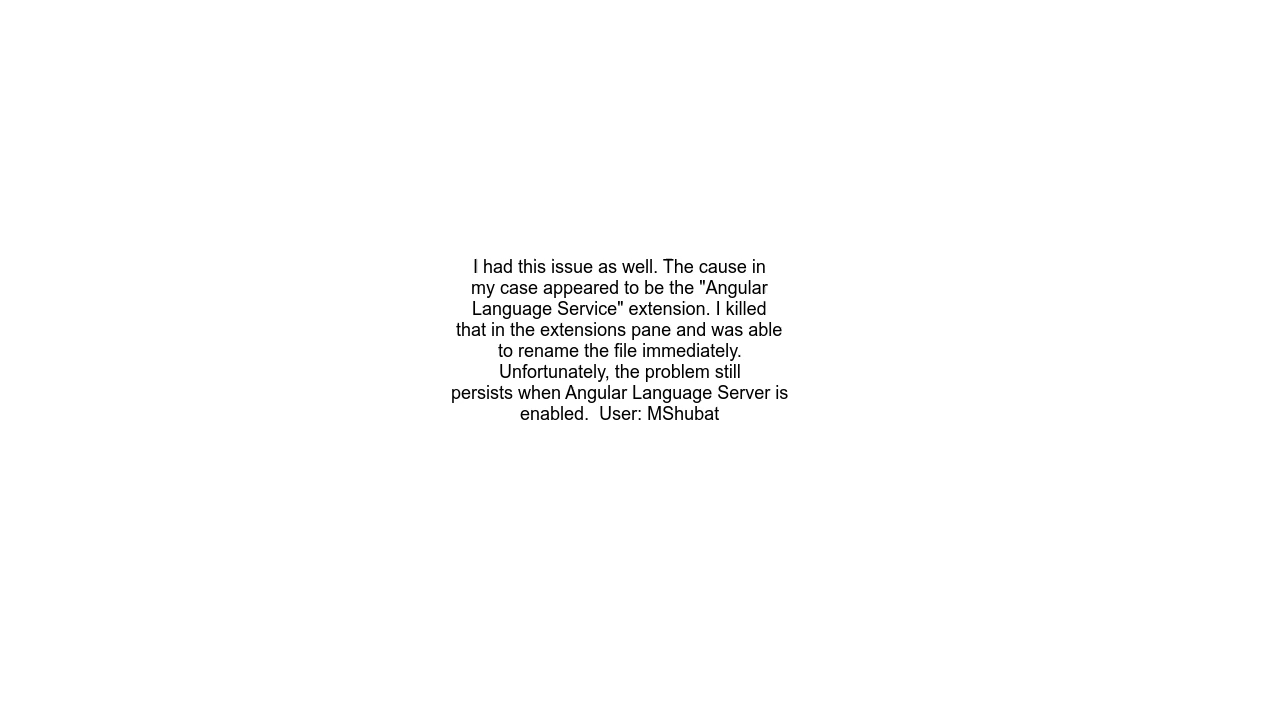 I had this issue as well. The cause in
my case appeared to be the "Angular
Language Service" extension. I killed
that in the extensions pane and was able
to rename the file immediately.
Unfortunately, the problem still
persists when Angular Language Server is
enabled.  User: MShubat